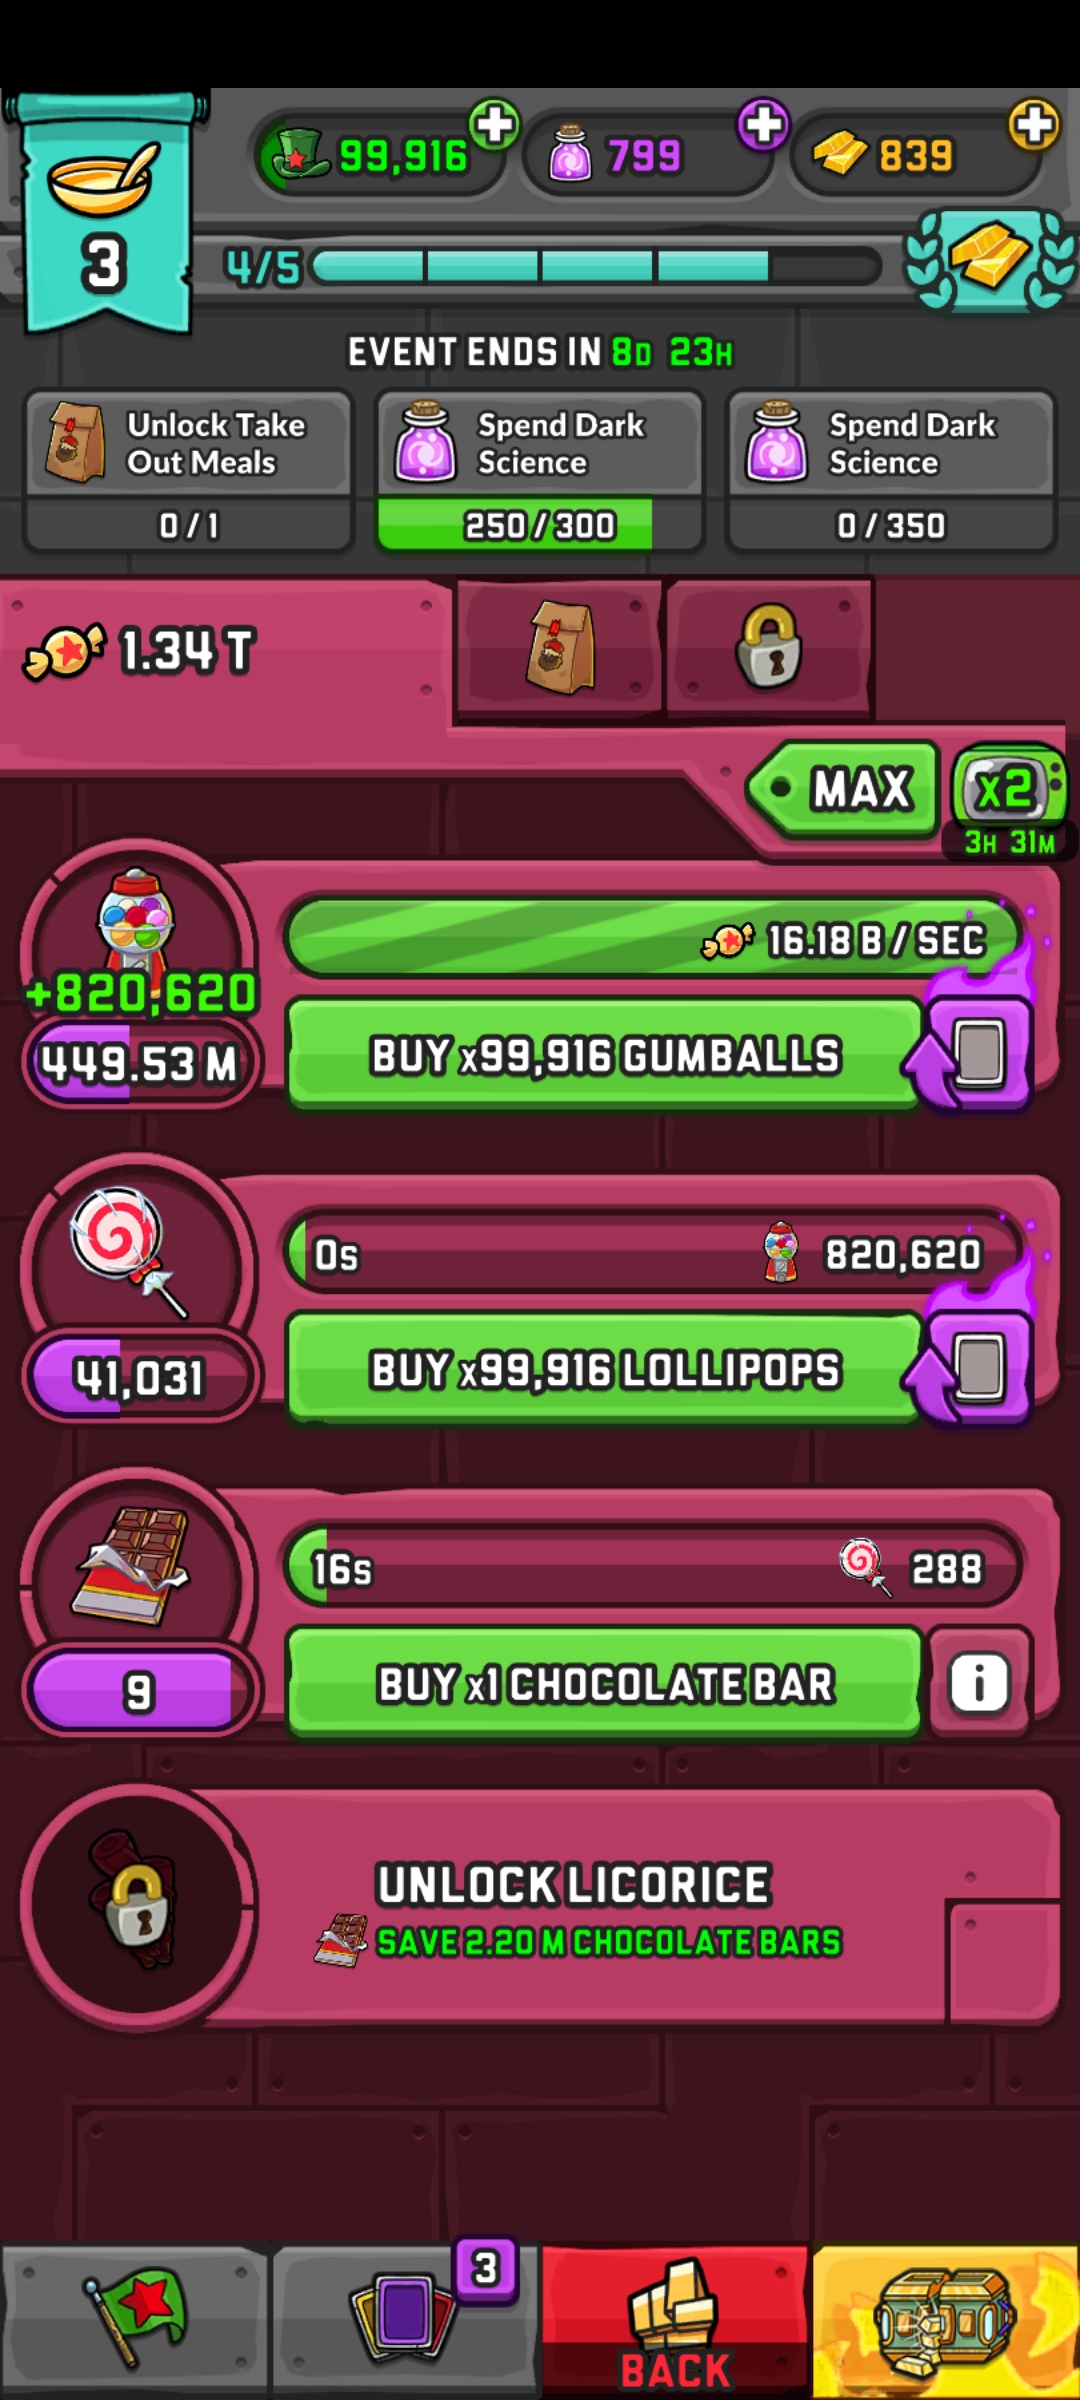 99,916
799
839
3
4/5
EVENT ENDS IN 8D 23H
Unlock Take
Out Meals
0/1
Spend Dark
Science
250/300
Spend Dark
Science
0/350
1.34 T
MAX
x2
3H 31M
16.18 B / SEC
+820,620
449.53 M
BUY x99,916 GUMBALLS
0s
820,620
41,031
BUY x99,916 LOLLIPOPS
16s
288
9
BUY x1 CHOCOLATE BAR
i
UNLOCK LICORICE
SAVE 2.20 M CHOCOLATE BARS
3
BACK